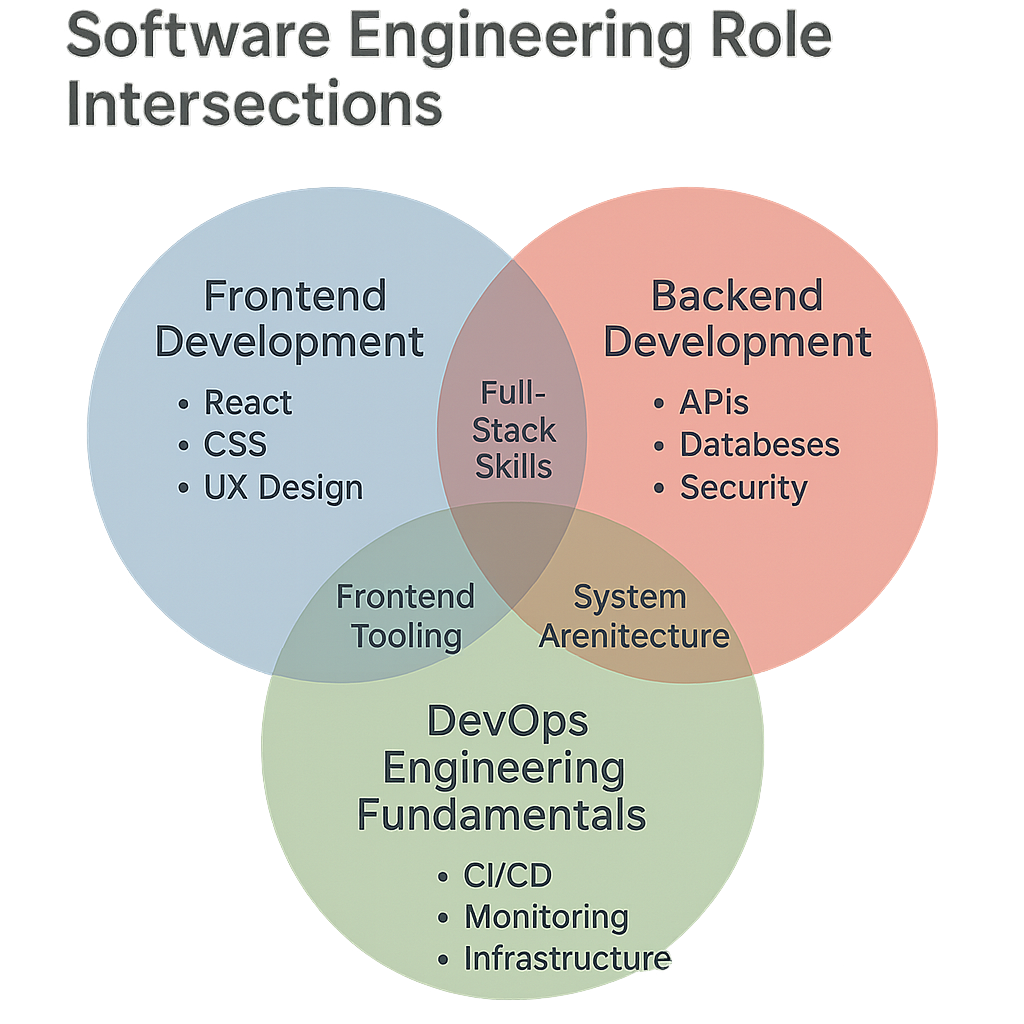 Software Engineering Role
Intersections
Frontend
Development
• React
• CSS
• UX Design
Full-
Stack
Skills
Backend
Development
• APis
• Databeses
• Security
Frontend
Tooling
System
Arenitecture
DevOps
Engineering
Fundamentals
• CI/CD
• Monitoring
• Infrastructure